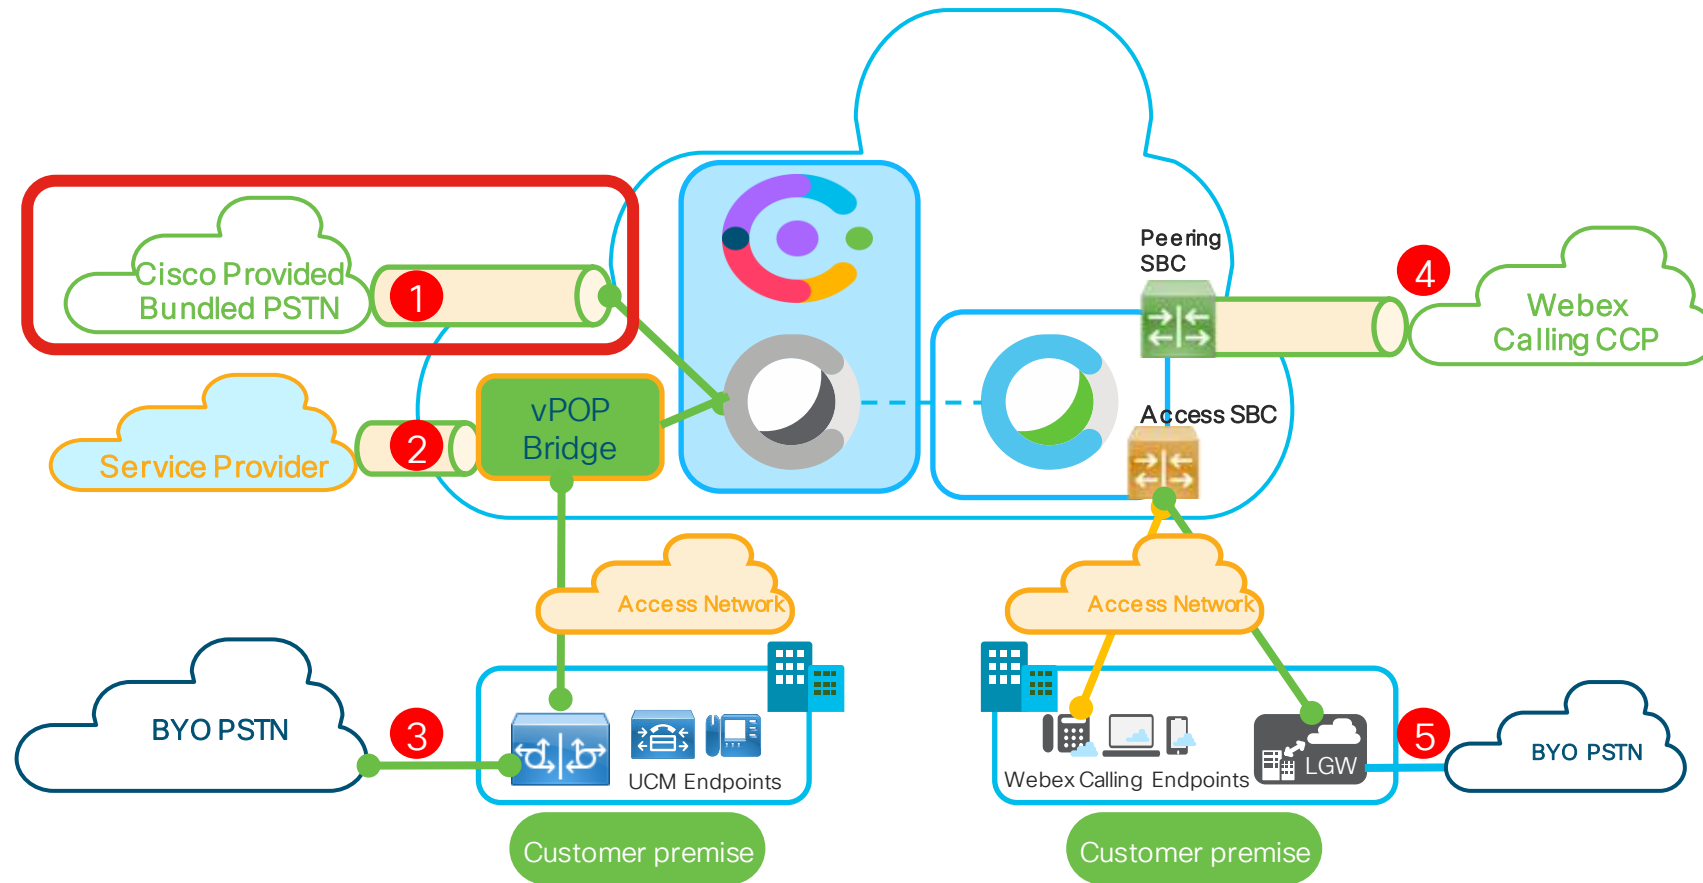 Peering
SBC
Cisco Provided
Bundled PSTN
1
4
Webex
Calling CCP
vPOP
Bridge
Access SBC
Service Provider
2
Access Network
Access Network
BYO PSTN
3
UCM Endpoints
Webex Calling Endpoints
LGW
5
BYO PSTN
Customer premise
Customer premise